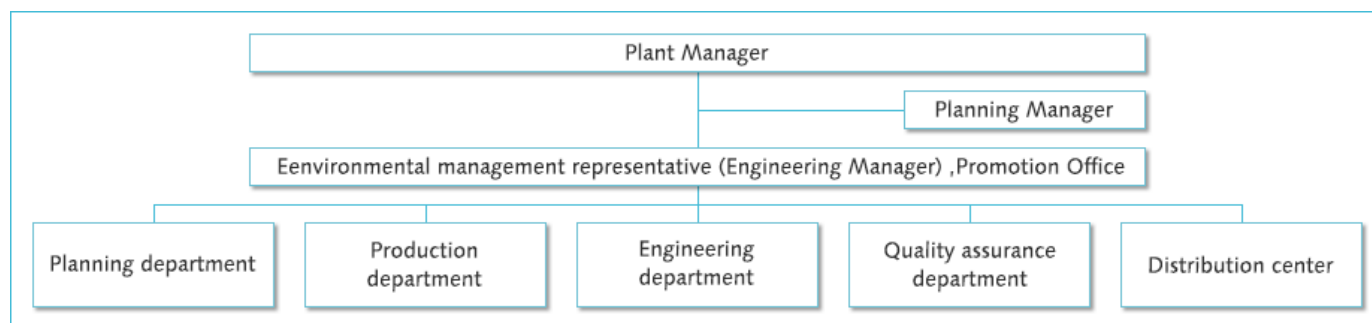 Plant Manager
Planning Manager
Eenvironmental management representative (Engineering Manager) ,Promotion Office
Planning department
Production
department
Engineering
department
Quality assurance
department
Distribution center